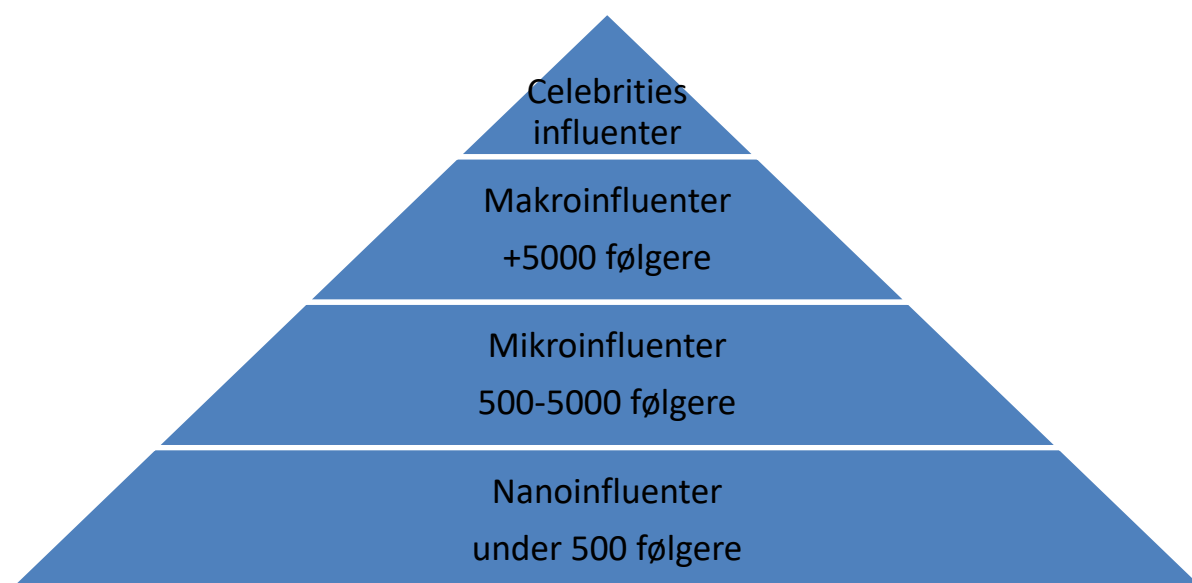 Celebrities
influenter
Makroinfluenter
+5000 følgere
Mikroinfluenter
500-5000 følgere
Nanoinfluenter
under 500 følgere